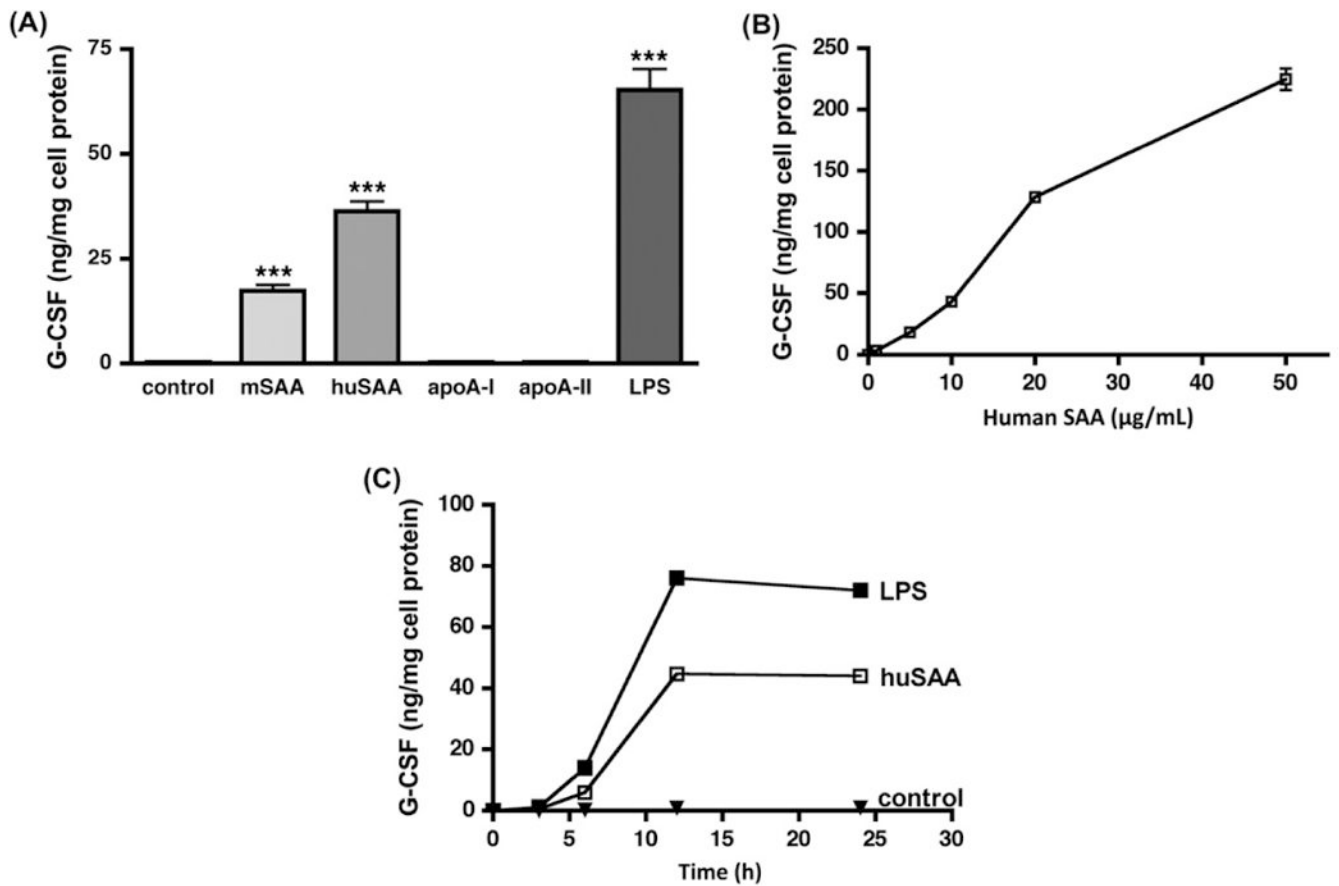 (A)
G-CSF (ng/mg cell protein)
75
50
25
0
***
***
***
control mSAA huSAA apoA-I apoA-II LPS
(B)
G-CSF (ng/mg cell protein)
250
200
150
100
50
0
0 10 20 30 40 50
Human SAA (µg/mL)
(C)
G-CSF (ng/mg cell protein)
100
80
60
40
20
0
LPS
huSAA
control
0 5 10 15 20 25 30
Time (h)